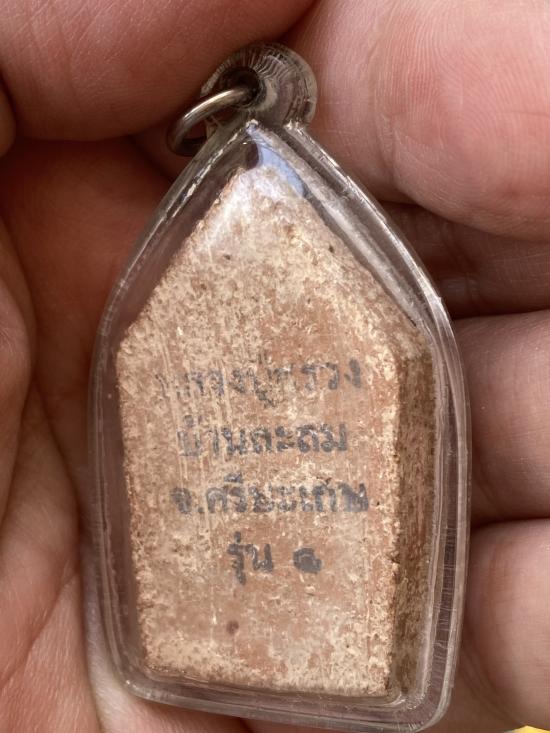 หลวงปู่สรวง
บ้านละลม
จ.ศรีษะเกษ
รุ่น ๑